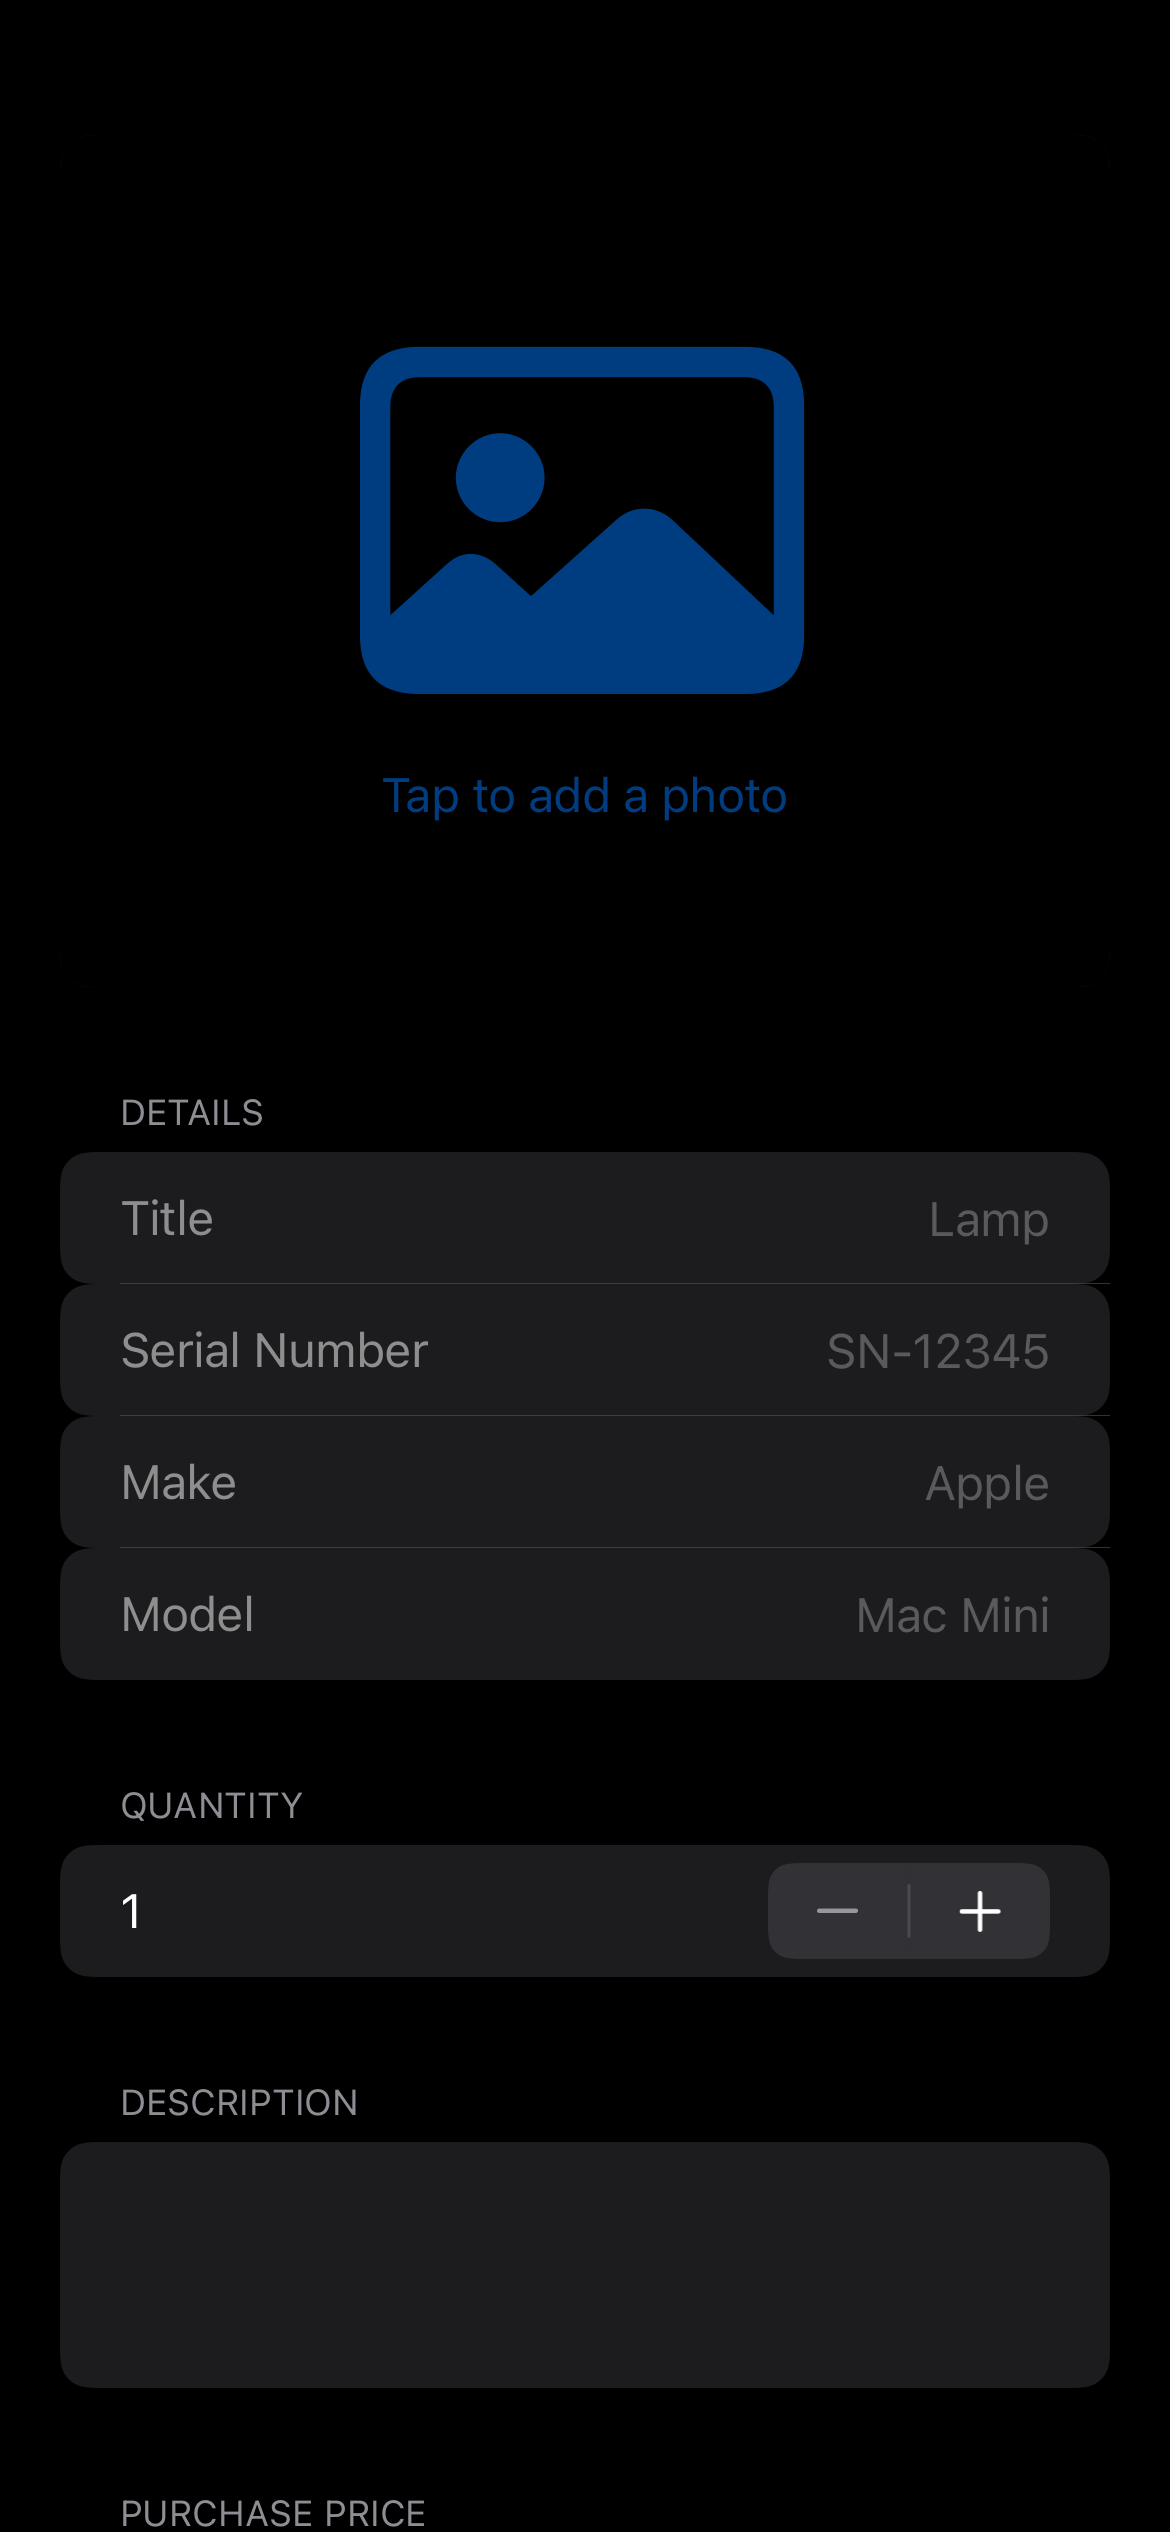 Tap to add a photo
DETAILS
Title Lamp
Serial Number SN-12345
Make Apple
Model Mac Mini
QUANTITY
1
DESCRIPTION
PURCHASE PRICE